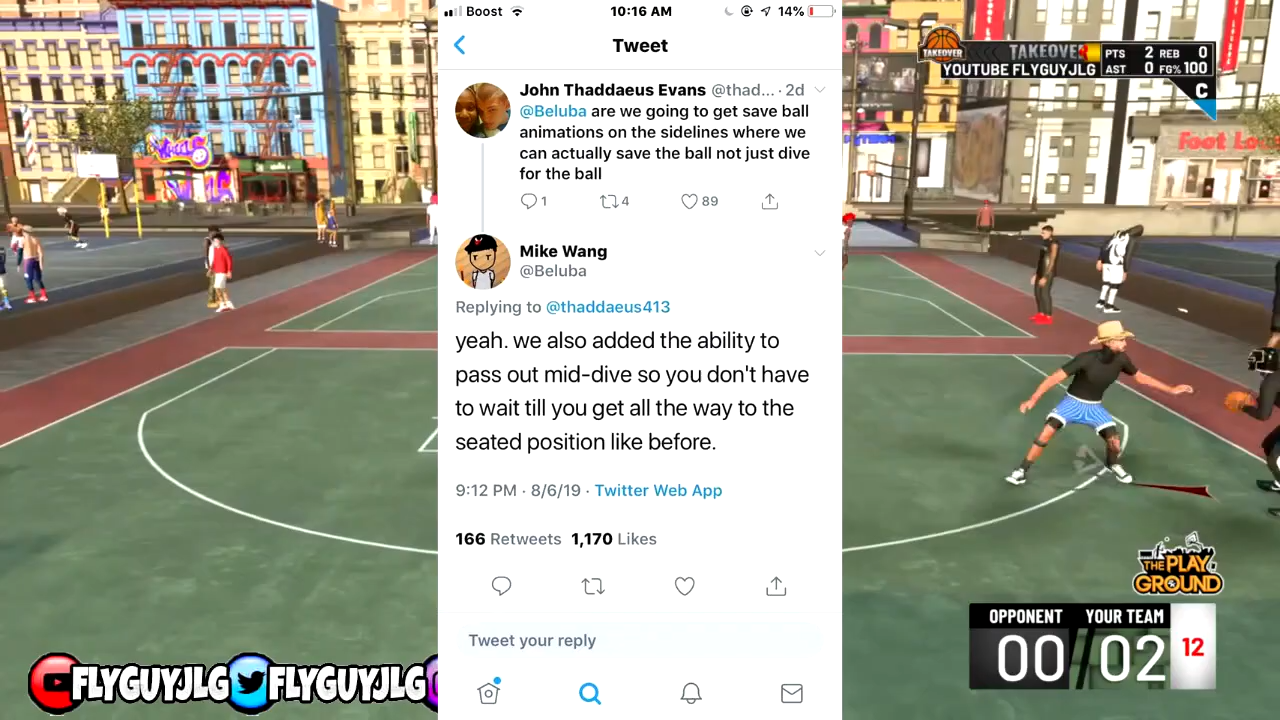 Boost
10:16 AM
14%
Tweet
John Thaddaeus Evans @thad... · 2d
@Beluba are we going to get save ball
animations on the sidelines where we
can actually save the ball not just dive
for the ball
1
4
89
Mike Wang
@Beluba
Replying to @thaddaeus413
yeah. we also added the ability to
pass out mid-dive so you don't have
to wait till you get all the way to the
seated position like before.
9:12 PM · 8/6/19 · Twitter Web App
166 Retweets 1,170 Likes
Tweet your reply
TAKEOVER
TAKEOVER
PTS 2 REB 0
YOUTUBE FLYGUYJLG
AST 0 FG% 100
C
Foot Lo
THE PLAY
GROUND
OPPONENT YOUR TEAM
00 02 12
FLYGUYJLG FLYGUYJLG